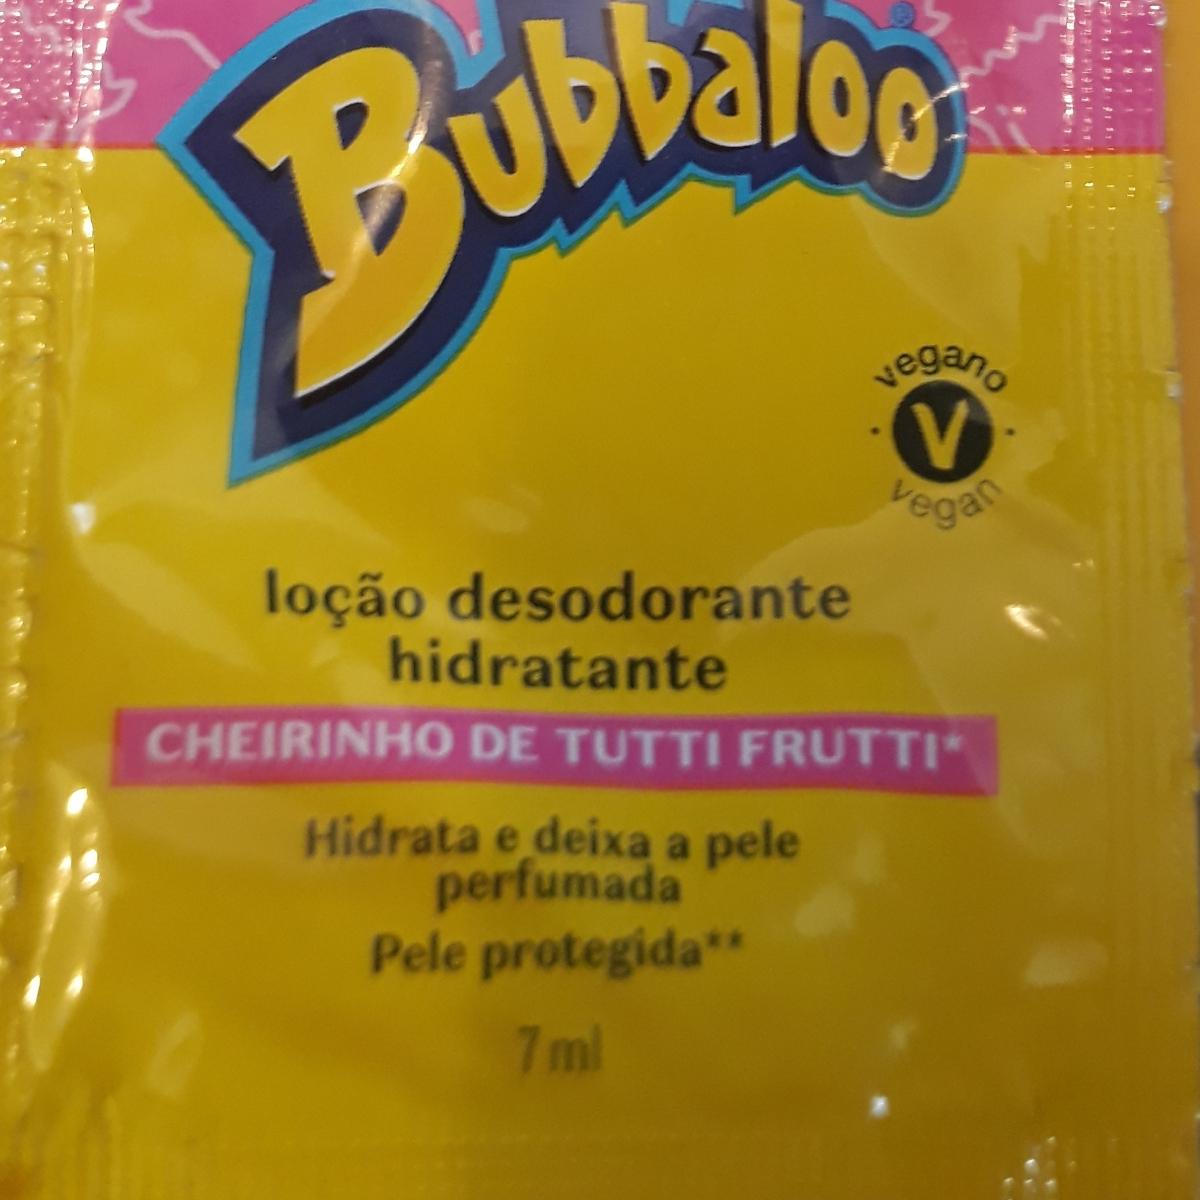 Bubbaloo®
vegano
V
vegan
loção desodorante
hidratante
CHEIRINHO DE TUTTI FRUTTI*
Hidrata e deixa a pele
perfumada
Pele protegida**
7 ml